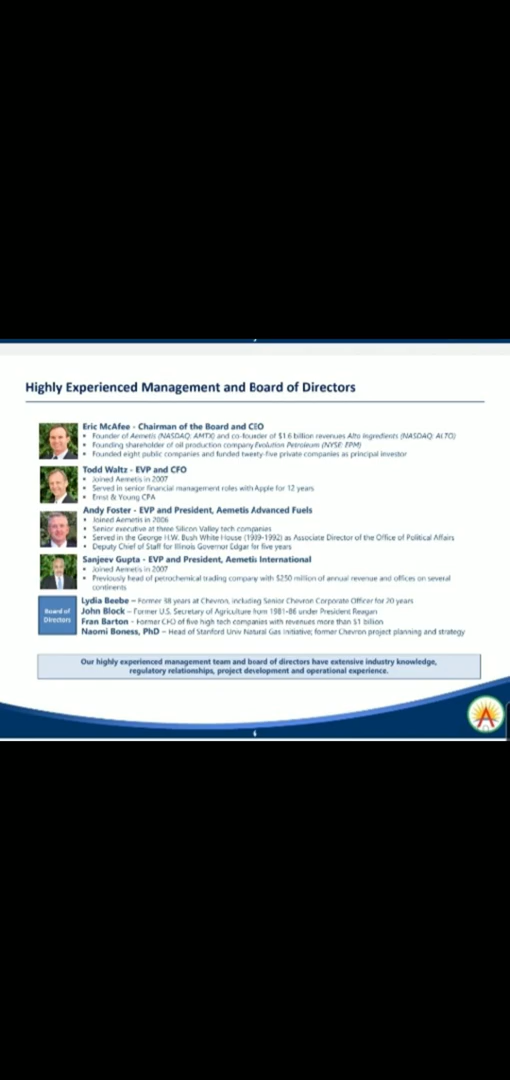 Highly Experienced Management and Board of Directors
Eric McAfee - Chairman of the Board and CEO
• Founder of Aemetis (NASDAQ: AMTX) and co-founder of $1.6 billion revenues Alto Ingredients (NASDAQ: ALTO)
• Founding shareholder of oil production company Evolution Petroleum (NYSE: EPM)
• Founded eight public companies and funded twenty-five private companies as principal investor
Todd Waltz - EVP and CFO
• Joined Aemetis in 2007
• Served in senior financial management roles with Apple for 12 years
• Ernst & Young CPA
Andy Foster - EVP and President, Aemetis Advanced Fuels
• Joined Aemetis in 2006
• Senior executive at three Silicon Valley tech companies
• Served in the George H.W. Bush White House (1989-1992) as Associate Director of the Office of Political Affairs
• Deputy Chief of Staff for Illinois Governor Edgar for five years
Sanjeev Gupta - EVP and President, Aemetis International
• Joined Aemetis in 2007
• Previously head of petrochemical trading company with $250 million of annual revenue and offices on several
continents
Board of
Directors
Lydia Beebe – Former 38 years at Chevron, including Senior Chevron Corporate Officer for 20 years
John Block – Former U.S. Secretary of Agriculture from 1981-86 under President Reagan
Fran Barton - Former CFO of five high tech companies with revenues more than $1 billion
Naomi Boness, PhD – Head of Stanford Univ Natural Gas Initiative; former Chevron project planning and strategy
Our highly experienced management team and board of directors have extensive industry knowledge,
regulatory relationships, project development and operational experience.
A